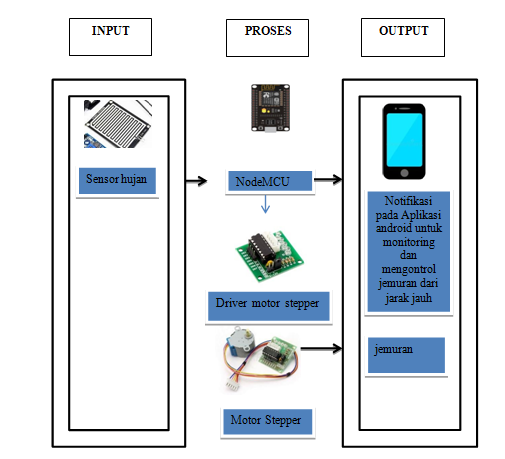 INPUT
PROSES
OUTPUT
Sensor hujan
NodeMCU
Notifikasi
pada Aplikasi
android untuk
monitoring
dan
mengontrol
jemuran dari
jarak jauh
Driver motor stepper
jemuran
Motor Stepper